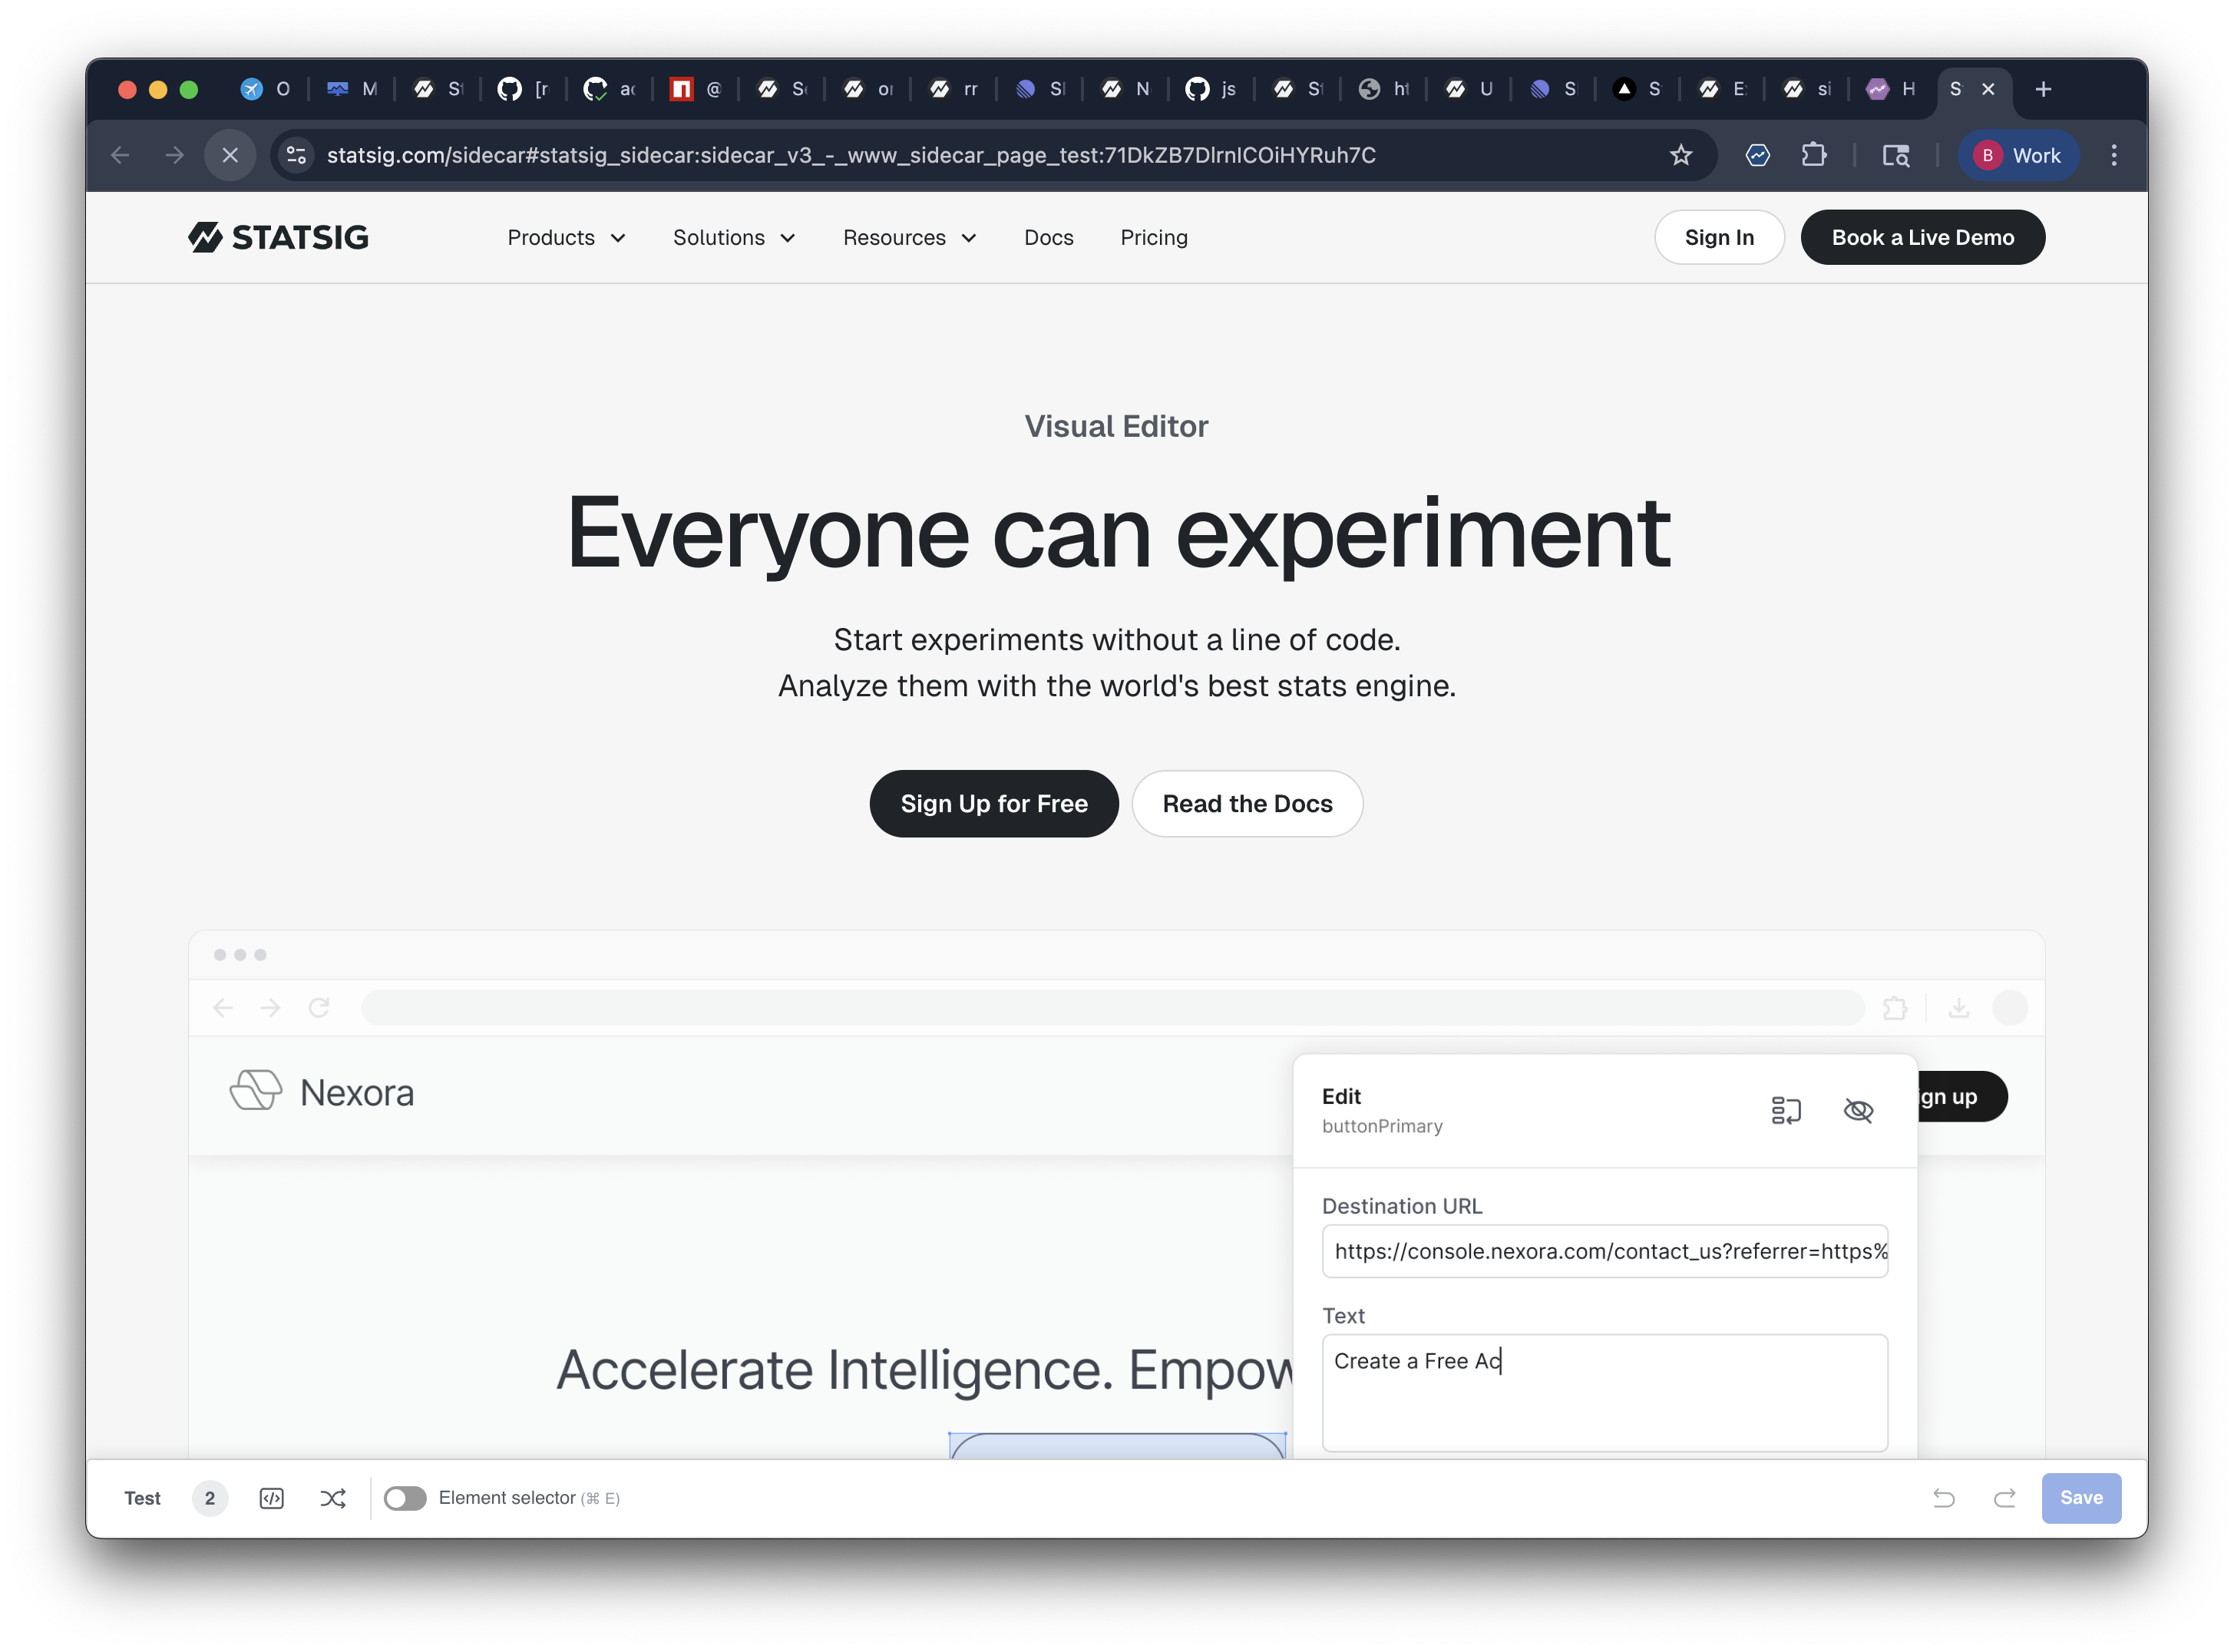 O
M
St
[r
ac
@
Se
or
rr
Sl
N
js
St
ht
U
S
S
E
si
H
S
statsig.com/sidecar#statsig_sidecar:sidecar_v3_-_www_sidecar_page_test:71DkZB7DlrnlCOiHYRuh7C
B Work
STATSIG
Products
Solutions
Resources
Docs
Pricing
Sign In
Book a Live Demo
Visual Editor
Everyone can experiment
Start experiments without a line of code.
Analyze them with the world's best stats engine.
Sign Up for Free
Read the Docs
Nexora
gn up
Edit
buttonPrimary
Destination URL
https://console.nexora.com/contact_us?referrer=https%
Text
Create a Free Ac
Accelerate Intelligence. Empow
Test
2
Element selector (⌘ E)
Save